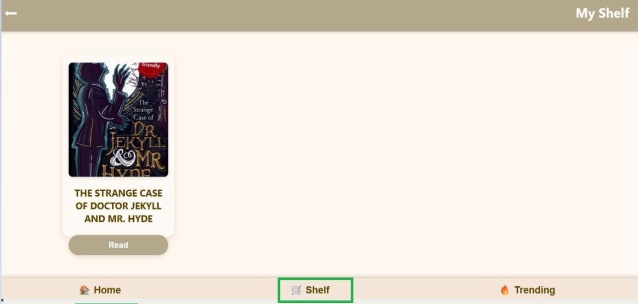 My Shelf
friendly
The
Strange
Case of
DR
JEKYLL
& MR
HYDE
THE STRANGE CASE
OF DOCTOR JEKYLL
AND MR. HYDE
Read
Home
Shelf
Trending